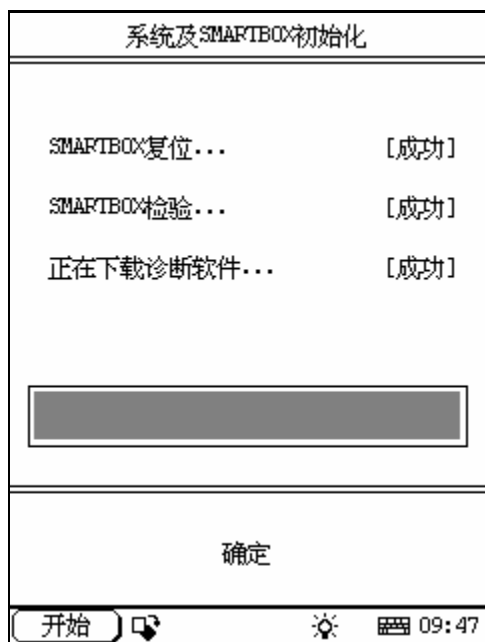 系统及SMARTBOX初始化
SMARTBOX复位... [成功]
SMARTBOX检验... [成功]
正在下载诊断软件... [成功]
确定
开始 09:47